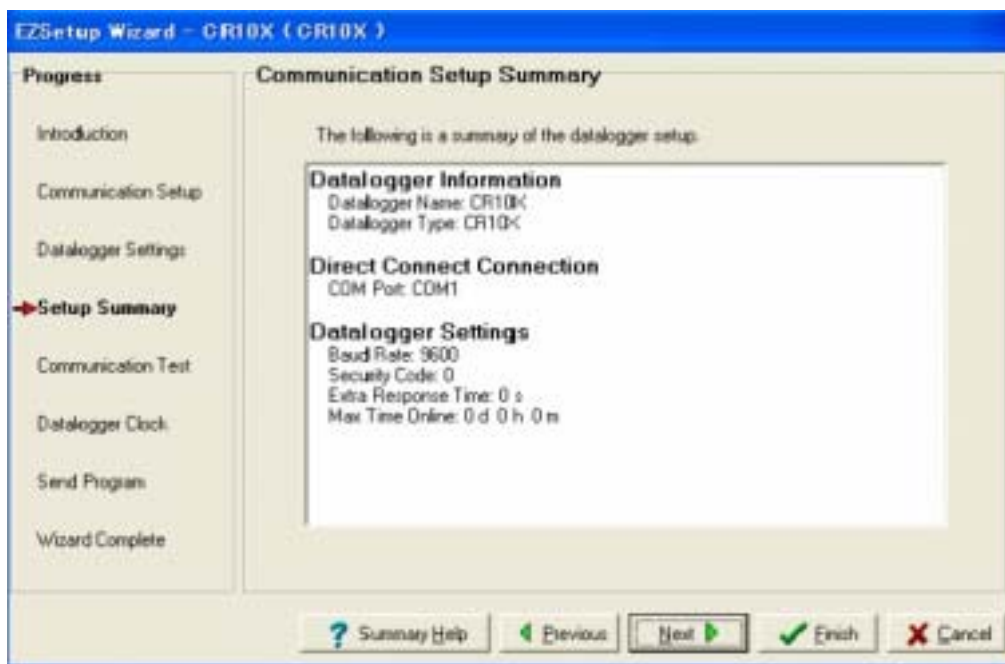 EZSetup Wizard - CR10X ( CR10X )
Progress
Introduction
Communication Setup
Datalogger Settings
Setup Summary
Communication Test
Datalogger Clock
Send Program
Wizard Complete
Communication Setup Summary
The following is a summary of the datalogger setup.
Datalogger Information
Datalogger Name: CR10X
Datalogger Type: CR10X
Direct Connect Connection
COM Port: COM1
Datalogger Settings
Baud Rate: 9600
Security Code: 0
Extra Response Time: 0 s
Max Time Online: 0 d 0 h 0 m
? Summary Help
Previous
Next
Finish
Cancel